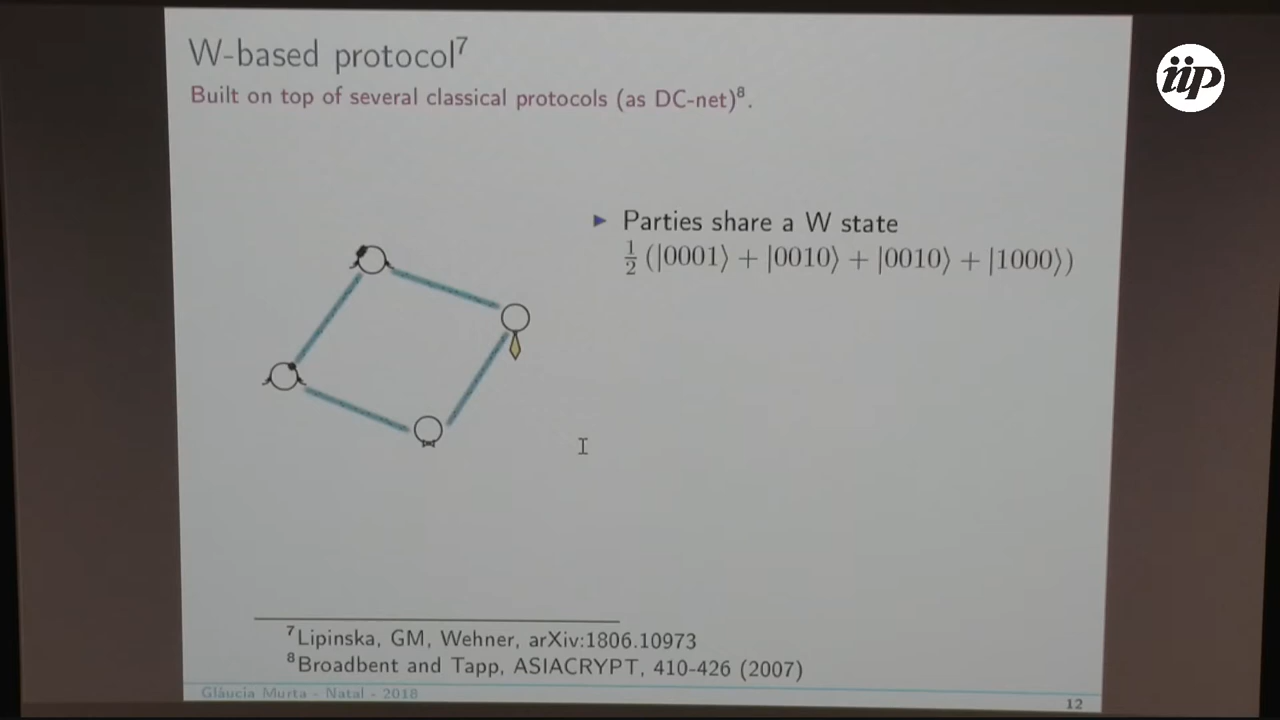 W-based protocol⁷
Built on top of several classical protocols (as DC-net)⁸.
iip
▶ Parties share a W state
½ (|0001⟩ + |0010⟩ + |0010⟩ + |1000⟩)
⁷Lipinska, GM, Wehner, arXiv:1806.10973
⁸Broadbent and Tapp, ASIACRYPT, 410-426 (2007)
Gláucia Murta - Natal - 2018
12